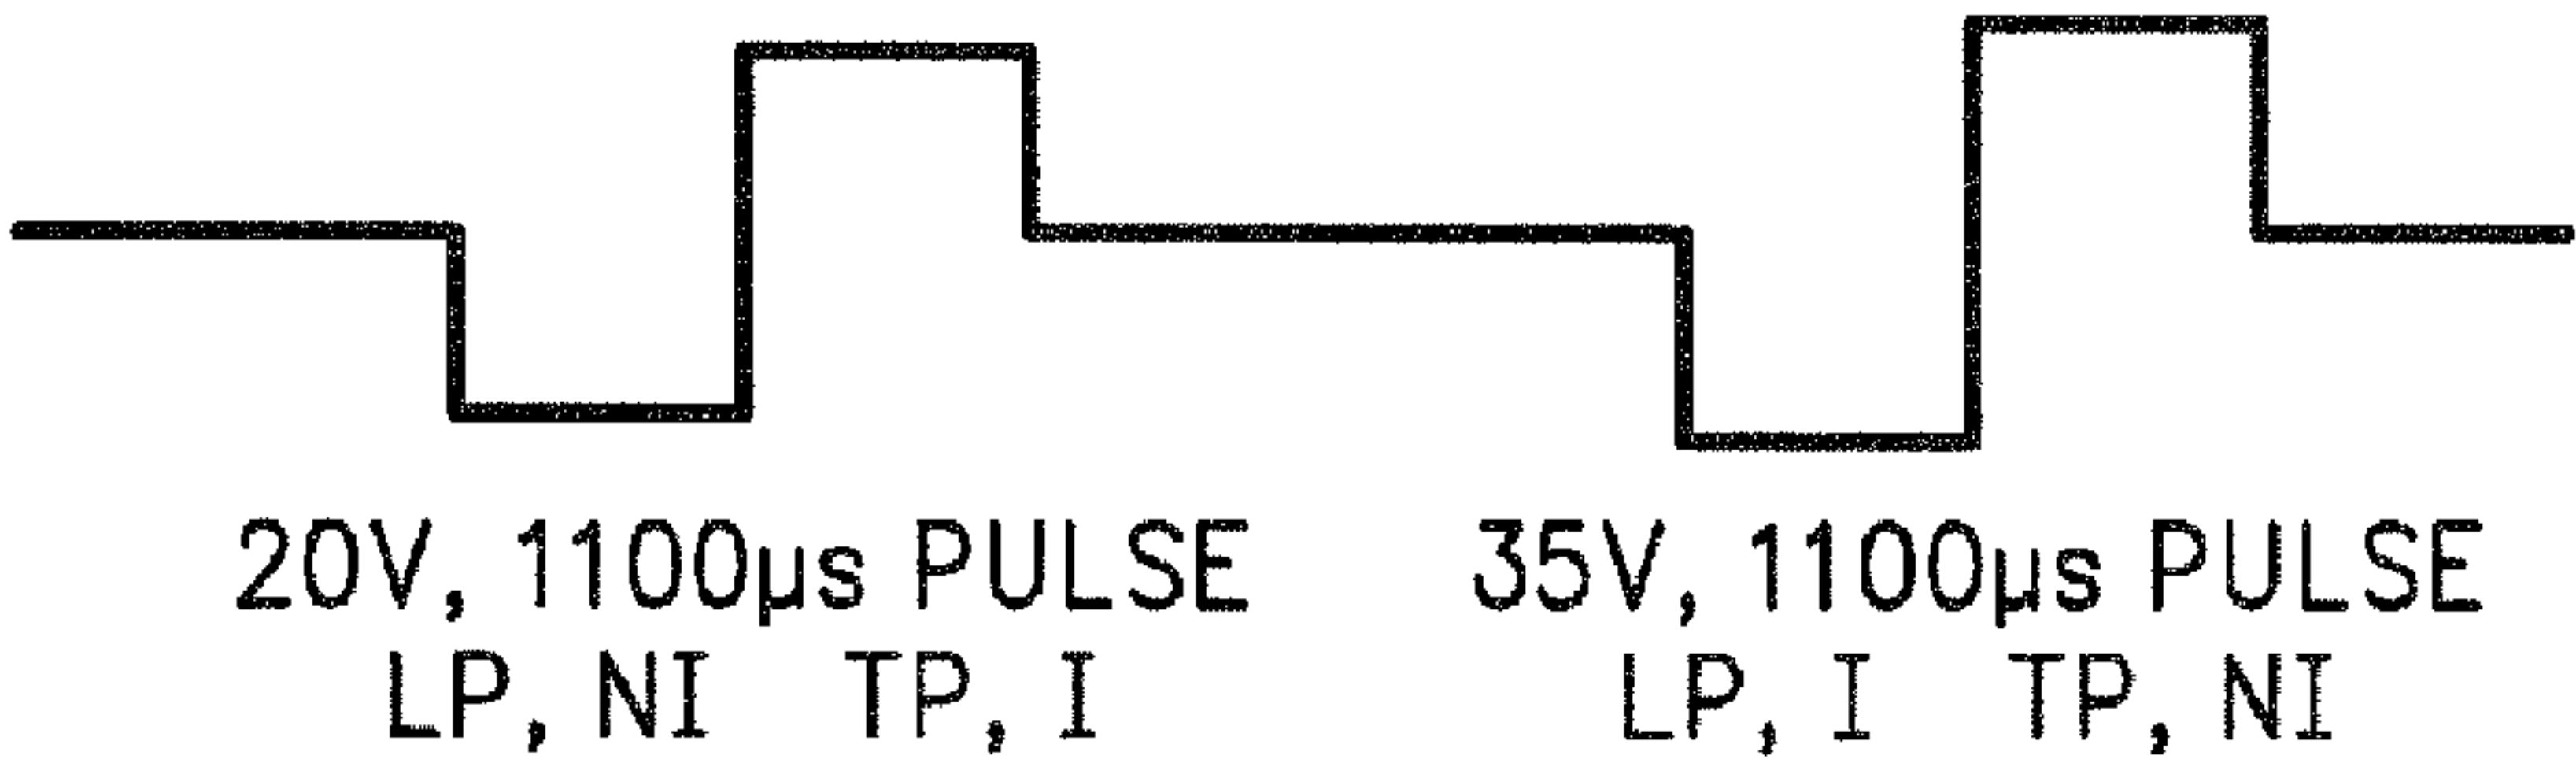 20V, 1100µs PULSE
LP, NI TP, I
35V, 1100µs PULSE
LP, I TP, NI